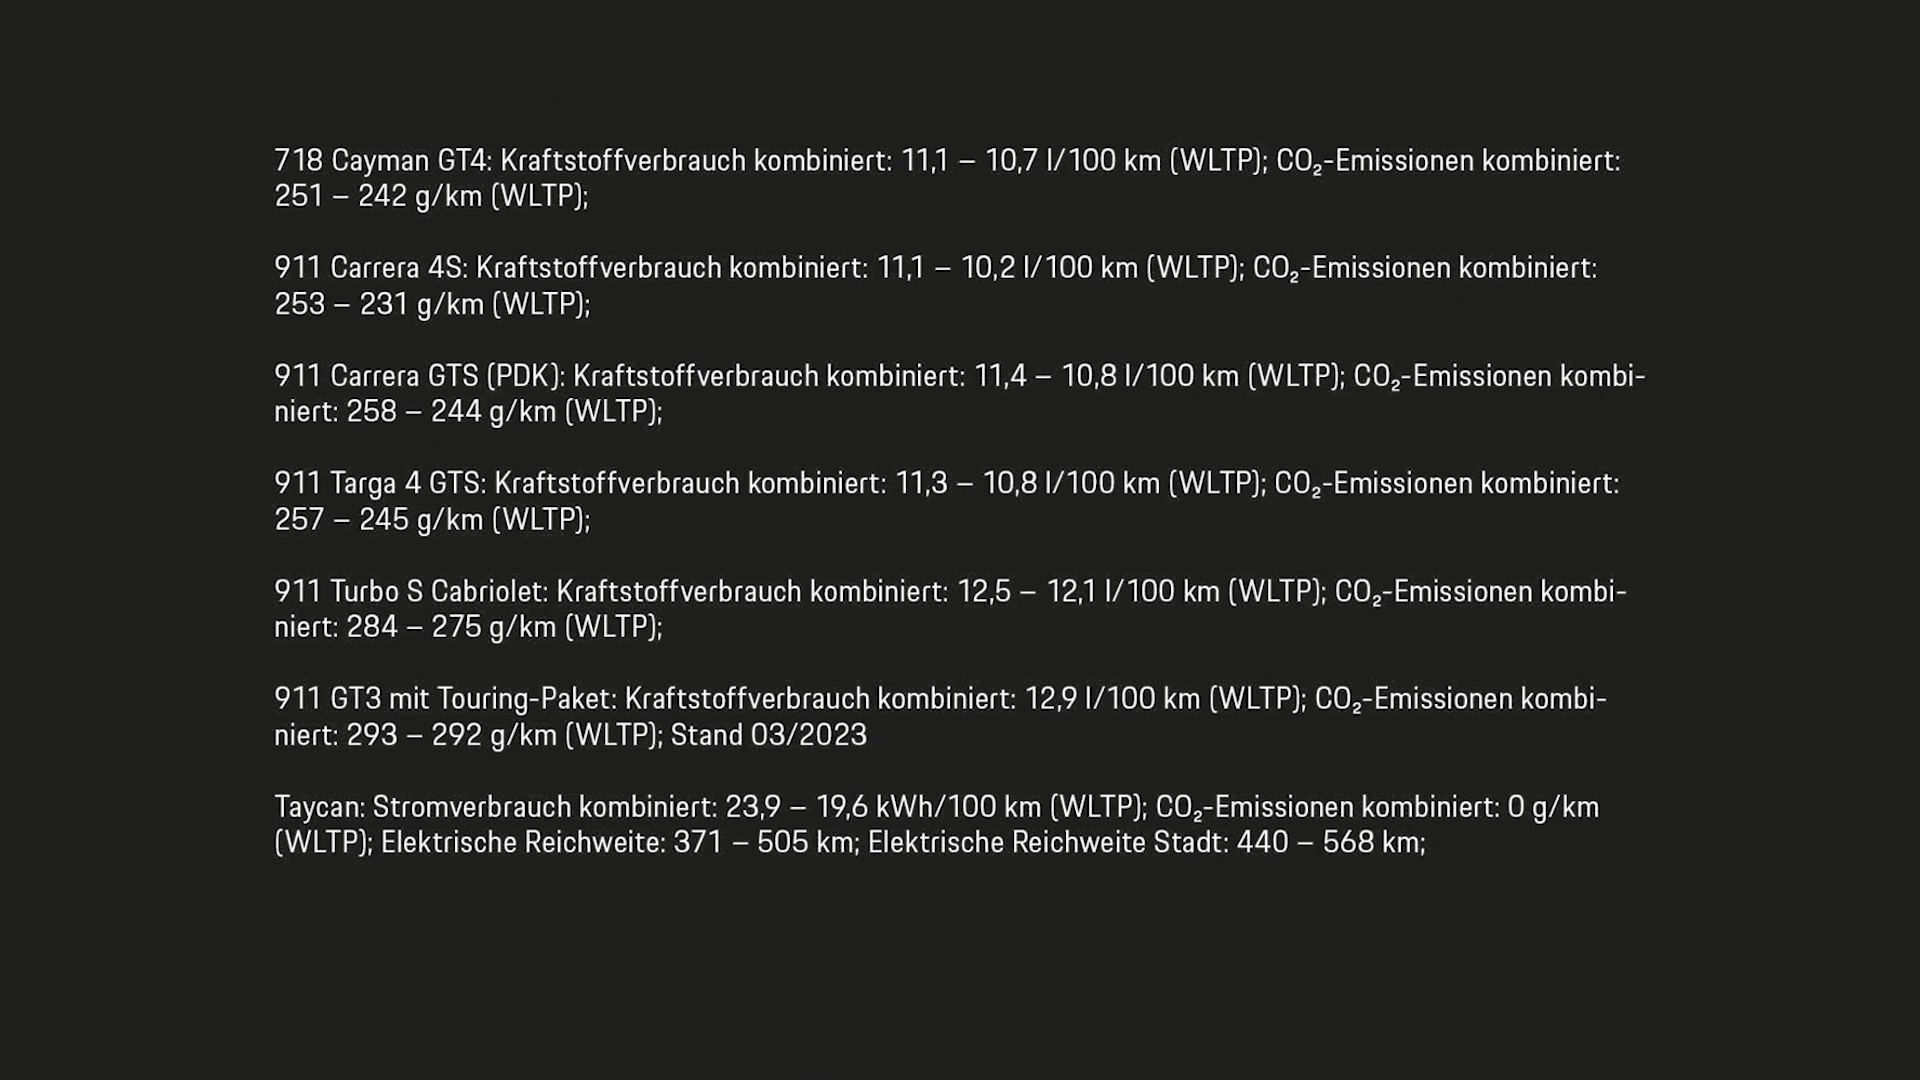 718 Cayman GT4: Kraftstoffverbrauch kombiniert: 11,1 – 10,7 l/100 km (WLTP); CO₂-Emissionen kombiniert:
251 – 242 g/km (WLTP);
911 Carrera 4S: Kraftstoffverbrauch kombiniert: 11,1 – 10,2 l/100 km (WLTP); CO₂-Emissionen kombiniert:
253 – 231 g/km (WLTP);
911 Carrera GTS (PDK): Kraftstoffverbrauch kombiniert: 11,4 – 10,8 l/100 km (WLTP); CO₂-Emissionen kombi-
niert: 258 – 244 g/km (WLTP);
911 Targa 4 GTS: Kraftstoffverbrauch kombiniert: 11,3 – 10,8 l/100 km (WLTP); CO₂-Emissionen kombiniert:
257 – 245 g/km (WLTP);
911 Turbo S Cabriolet: Kraftstoffverbrauch kombiniert: 12,5 – 12,1 l/100 km (WLTP); CO₂-Emissionen kombi-
niert: 284 – 275 g/km (WLTP);
911 GT3 mit Touring-Paket: Kraftstoffverbrauch kombiniert: 12,9 l/100 km (WLTP); CO₂-Emissionen kombi-
niert: 293 – 292 g/km (WLTP); Stand 03/2023
Taycan: Stromverbrauch kombiniert: 23,9 – 19,6 kWh/100 km (WLTP); CO₂-Emissionen kombiniert: 0 g/km
(WLTP); Elektrische Reichweite: 371 – 505 km; Elektrische Reichweite Stadt: 440 – 568 km;